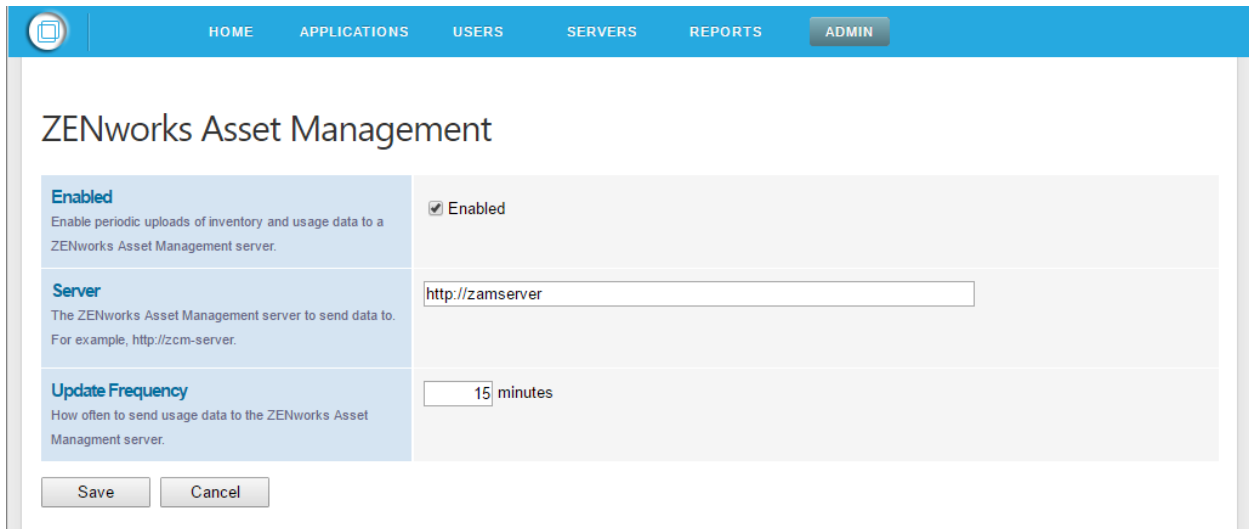 HOME APPLICATIONS USERS SERVERS REPORTS ADMIN
ZENworks Asset Management
Enabled
Enable periodic uploads of inventory and usage data to a
ZENworks Asset Management server.
Enabled
Server
The ZENworks Asset Management server to send data to.
For example, http://zcm-server.
http://zamserver
Update Frequency
How often to send usage data to the ZENworks Asset
Managment server.
15 minutes
Save Cancel